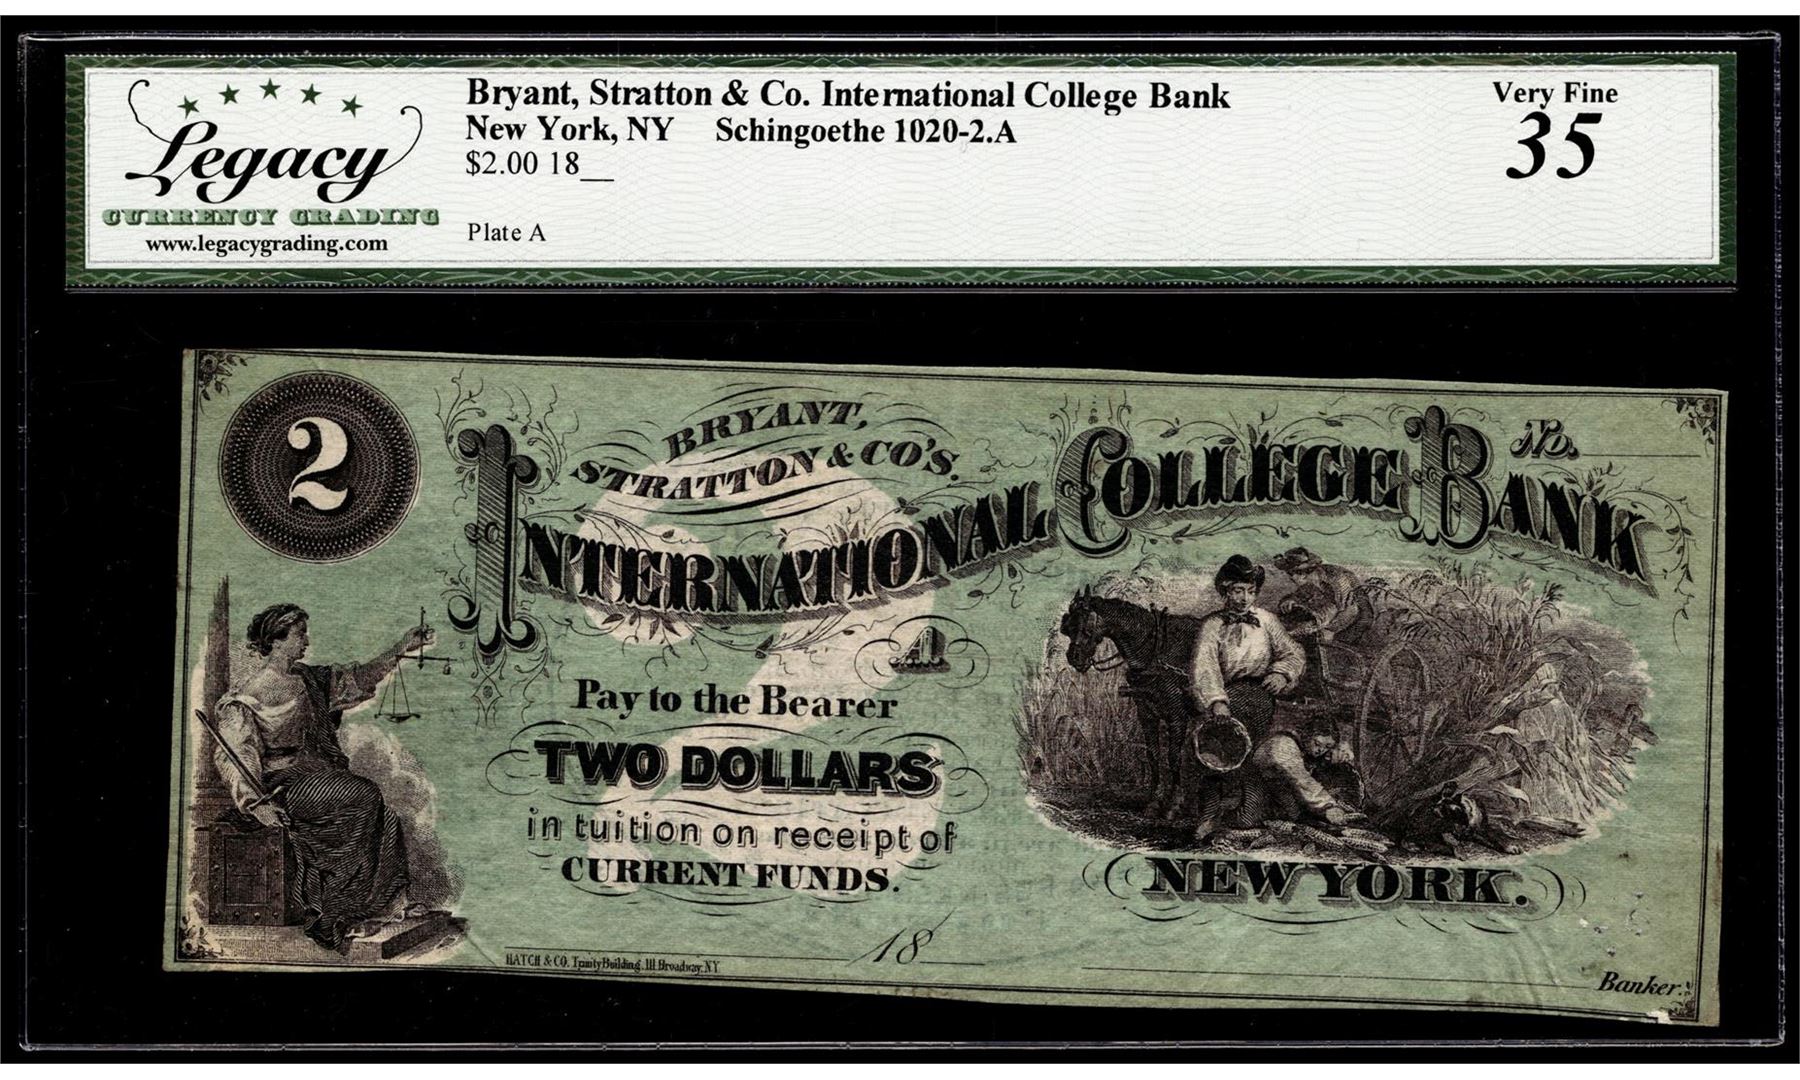 Legacy
CURRENCY GRADING
www.legacygrading.com
Bryant, Stratton & Co. International College Bank
New York, NY Schingoethe 1020-2.A
$2.00 18__
Plate A
Very Fine
35
2
BRYANT,
STRATTON & CO'S.
INTERNATIONAL COLLEGE BANK
No.
A
Pay to the Bearer
TWO DOLLARS
in tuition on receipt of
CURRENT FUNDS.
NEW YORK.
18
HATCH & CO. Trinity Building, 111 Broadway, N.Y
Banker.